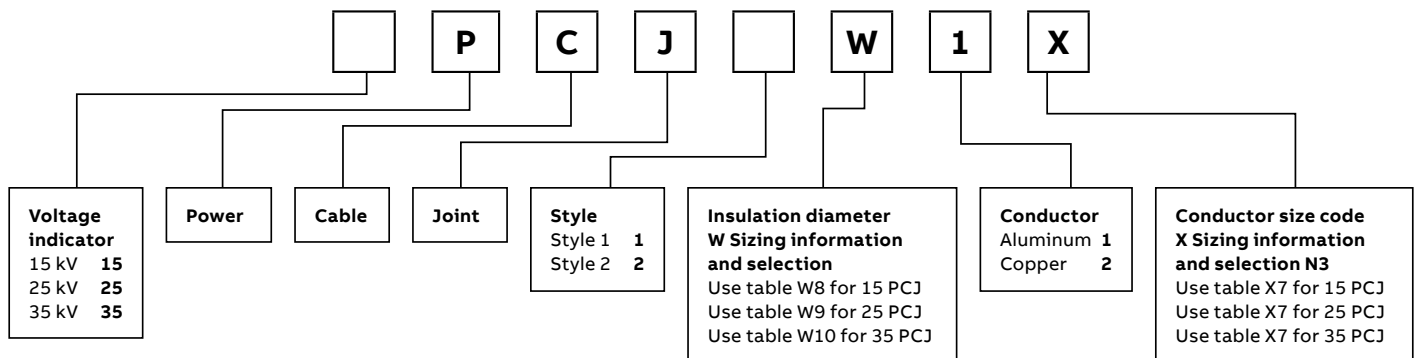 P C J W 1 X
Voltage
indicator
15 kV 15
25 kV 25
35 kV 35
Power
Cable
Joint
Style
Style 1 1
Style 2 2
Insulation diameter
W Sizing information
and selection
Use table W8 for 15 PCJ
Use table W9 for 25 PCJ
Use table W10 for 35 PCJ
Conductor
Aluminum 1
Copper 2
Conductor size code
X Sizing information
and selection N3
Use table X7 for 15 PCJ
Use table X7 for 25 PCJ
Use table X7 for 35 PCJ